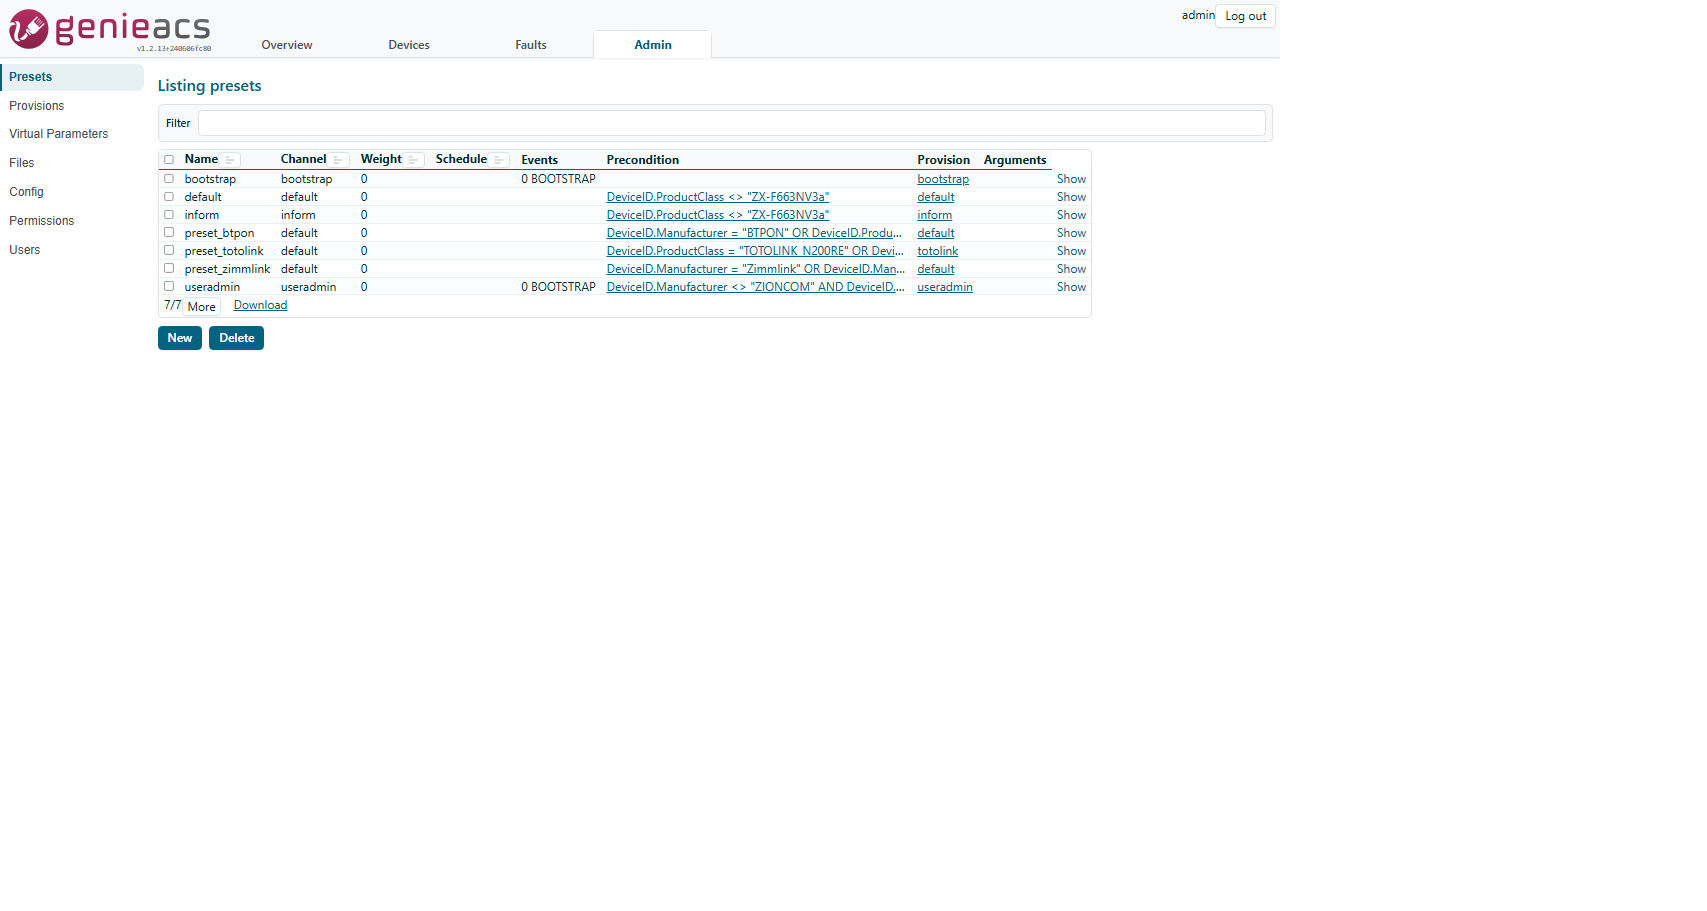 genieacs
v1.2.13+240606fc80
Overview Devices Faults Admin
admin Log out
Presets
Provisions
Virtual Parameters
Files
Config
Permissions
Users
Listing presets
Filter
Name Channel Weight Schedule Events Precondition Provision Arguments
bootstrap bootstrap 0 0 BOOTSTRAP bootstrap Show
default default 0 DeviceID.ProductClass <> "ZX-F663NV3a" default Show
inform inform 0 DeviceID.ProductClass <> "ZX-F663NV3a" inform Show
preset_btpon default 0 DeviceID.Manufacturer = "BTPON" OR DeviceID.Produ... default Show
preset_totolink default 0 DeviceID.ProductClass = "TOTOLINK N200RE" OR Devi... totolink Show
preset_zimmlink default 0 DeviceID.Manufacturer = "Zimmlink" OR DeviceID.Man... default Show
useradmin useradmin 0 0 BOOTSTRAP DeviceID.Manufacturer <> "ZIONCOM" AND DeviceID.... useradmin Show
7/7 More Download
New Delete